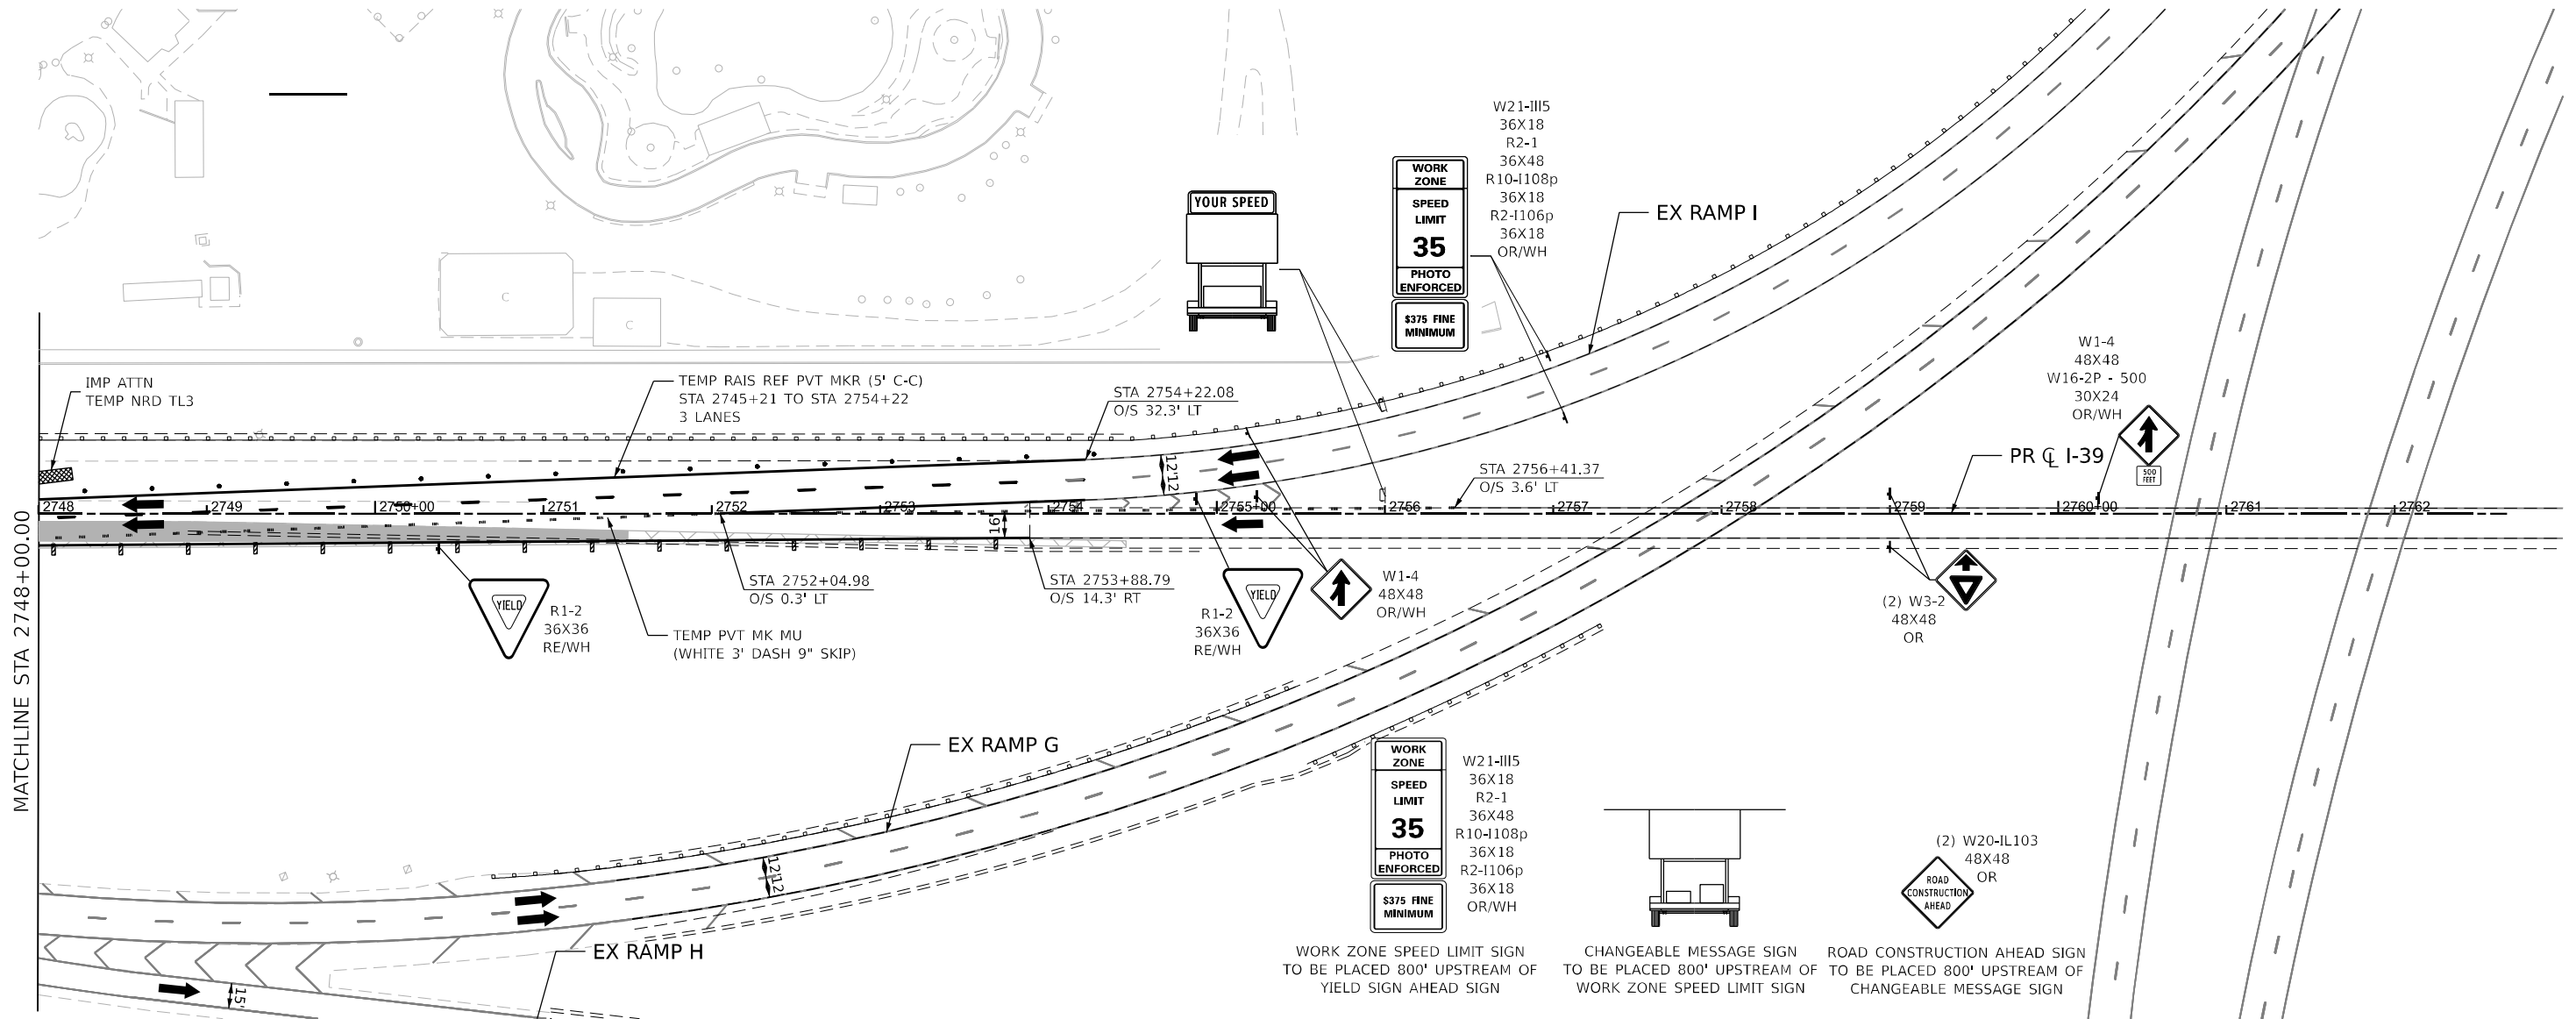 W21-III5
36X18
R2-1
36X48
R10-I108p
36X18
R2-I106p
36X18
OR/WH
WORK
ZONE
SPEED
LIMIT
35
PHOTO
ENFORCED
$375 FINE
MINIMUM
YOUR SPEED
EX RAMP I
C
C
IMP ATTN
TEMP NRD TL3
TEMP RAIS REF PVT MKR (5' C-C)
STA 2745+21 TO STA 2754+22
3 LANES
STA 2754+22.08
O/S 32.3' LT
W1-4
48X48
W16-2P - 500
30X24
OR/WH
500
FEET
PR ℄ I-39
STA 2756+41.37
O/S 3.6' LT
12'
12'
2748
2749
2750+00
2751
2752
2753
2754
2755+00
2756
2757
2758
2759
2760+00
2761
2762
16'
MATCHLINE STA 2748+00.00
YIELD
R1-2
36X36
RE/WH
STA 2752+04.98
O/S 0.3' LT
STA 2753+88.79
O/S 14.3' RT
TEMP PVT MK MU
(WHITE 3' DASH 9" SKIP)
R1-2
36X36
RE/WH
YIELD
W1-4
48X48
OR/WH
(2) W3-2
48X48
OR
EX RAMP G
12'
12'
EX RAMP H
15'
WORK
ZONE
SPEED
LIMIT
35
PHOTO
ENFORCED
$375 FINE
MINIMUM
W21-III5
36X18
R2-1
36X48
R10-I108p
36X18
R2-I106p
36X18
OR/WH
WORK ZONE SPEED LIMIT SIGN
TO BE PLACED 800' UPSTREAM OF
YIELD SIGN AHEAD SIGN
CHANGEABLE MESSAGE SIGN
TO BE PLACED 800' UPSTREAM OF
WORK ZONE SPEED LIMIT SIGN
(2) W20-IL103
48X48
OR
ROAD
CONSTRUCTION
AHEAD
ROAD CONSTRUCTION AHEAD SIGN
TO BE PLACED 800' UPSTREAM OF
CHANGEABLE MESSAGE SIGN